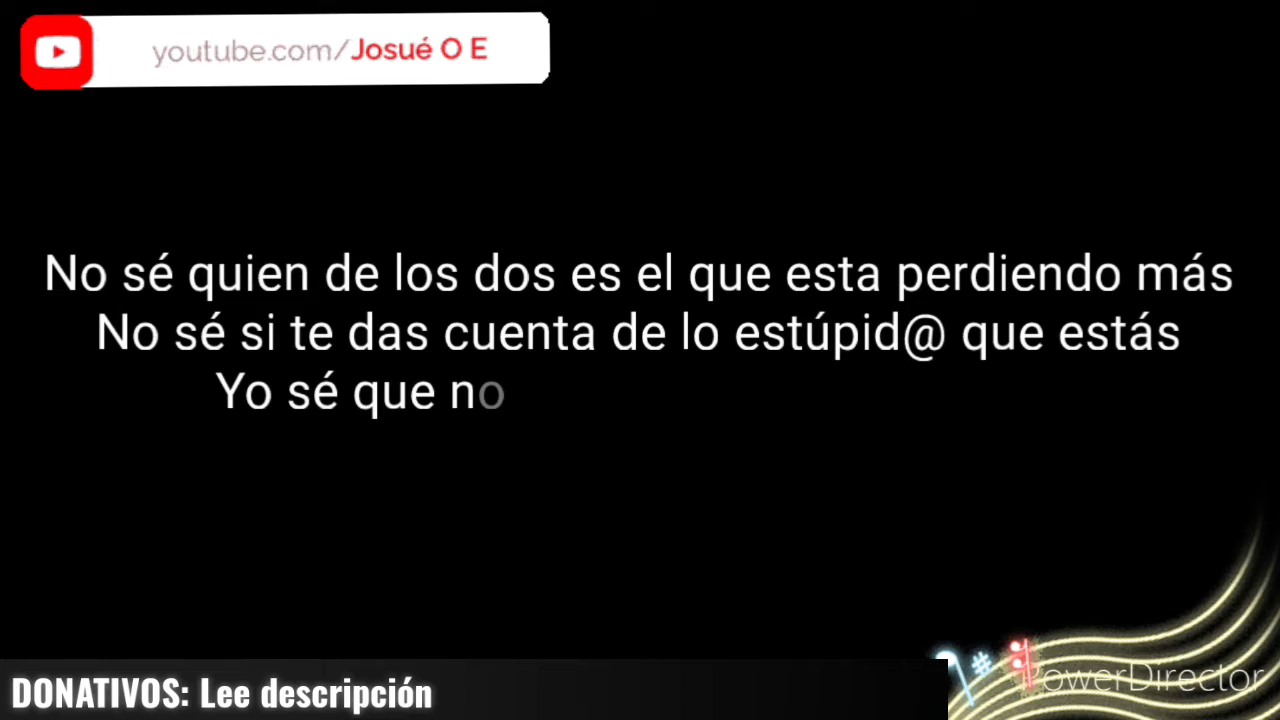 youtube.com/Josué O E
No sé quien de los dos es el que esta perdiendo más
No sé si te das cuenta de lo estúpid@ que estás
Yo sé que no
DONATIVOS: Lee descripción
PowerDirector